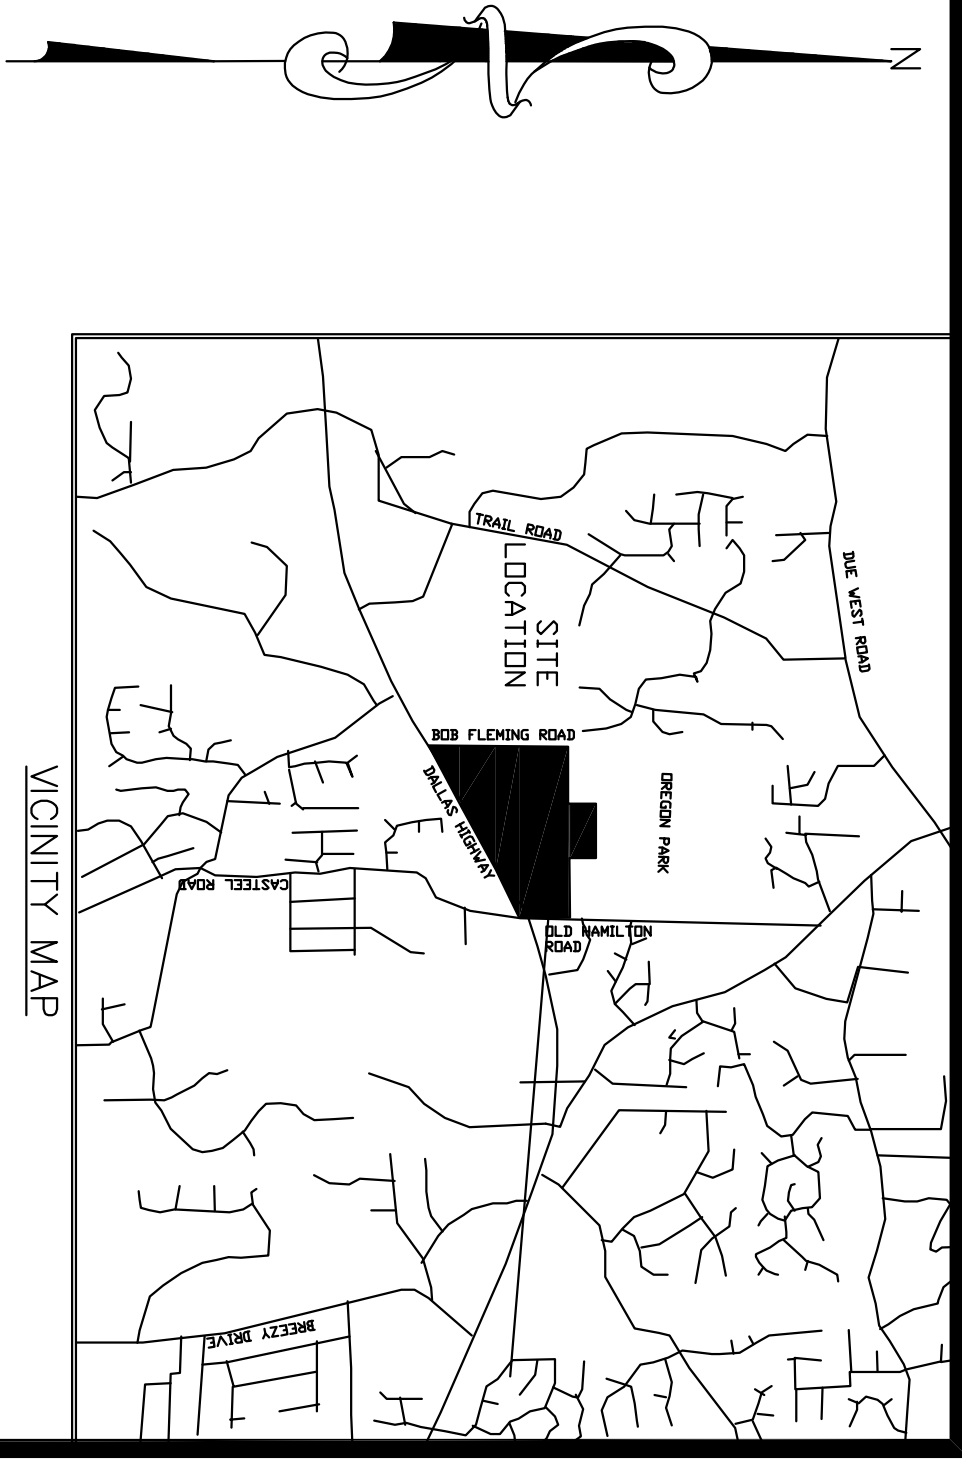 N
TRAIL ROAD
DUE WEST ROAD
SITE
LOCATION
BOB FLEMING ROAD
DALLAS HIGHWAY
OREGON PARK
CASTEEL ROAD
OLD HAMILTON
ROAD
BREEZY DRIVE
VICINITY MAP